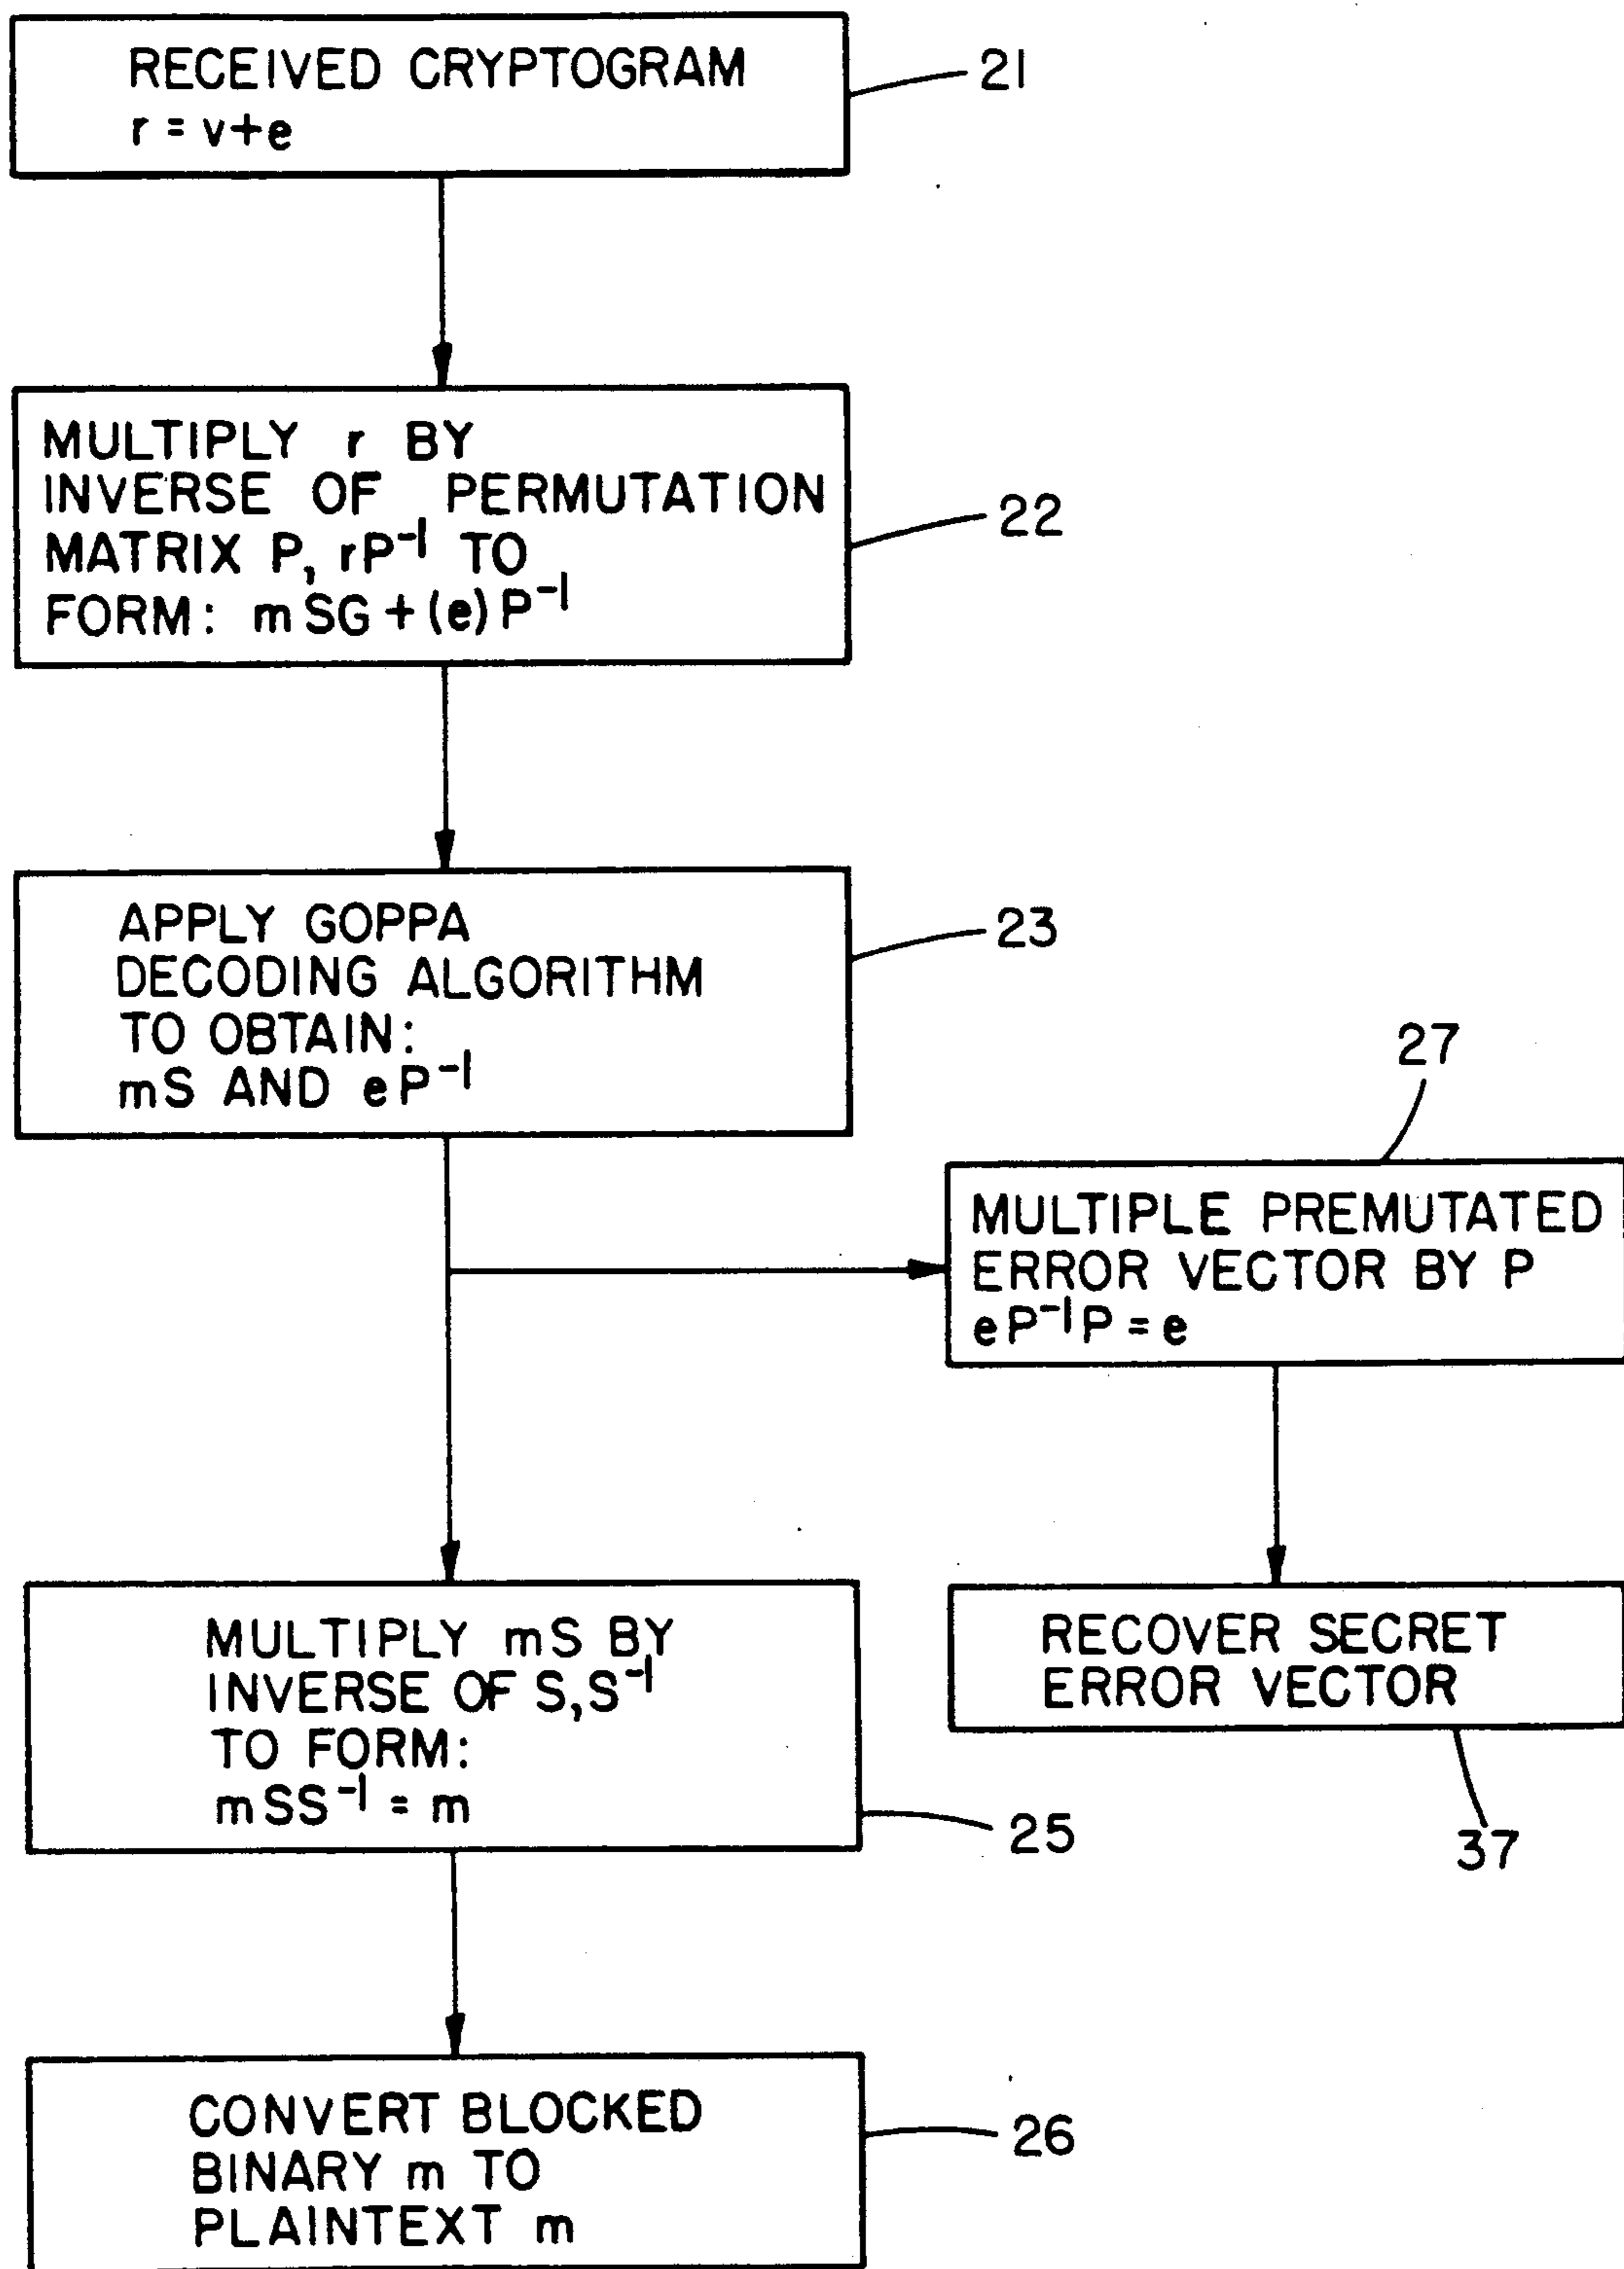 RECEIVED CRYPTOGRAM
r = v+e
21
MULTIPLY r BY
INVERSE OF PERMUTATION
MATRIX P, rP⁻¹ TO
FORM: mSG+(e)P⁻¹
22
APPLY GOPPA
DECODING ALGORITHM
TO OBTAIN:
mS AND eP⁻¹
23
27
MULTIPLE PREMUTATED
ERROR VECTOR BY P
eP⁻¹P = e
MULTIPLY mS BY
INVERSE OF S,S⁻¹
TO FORM:
mSS⁻¹ = m
25
RECOVER SECRET
ERROR VECTOR
37
CONVERT BLOCKED
BINARY m TO
PLAINTEXT m
26